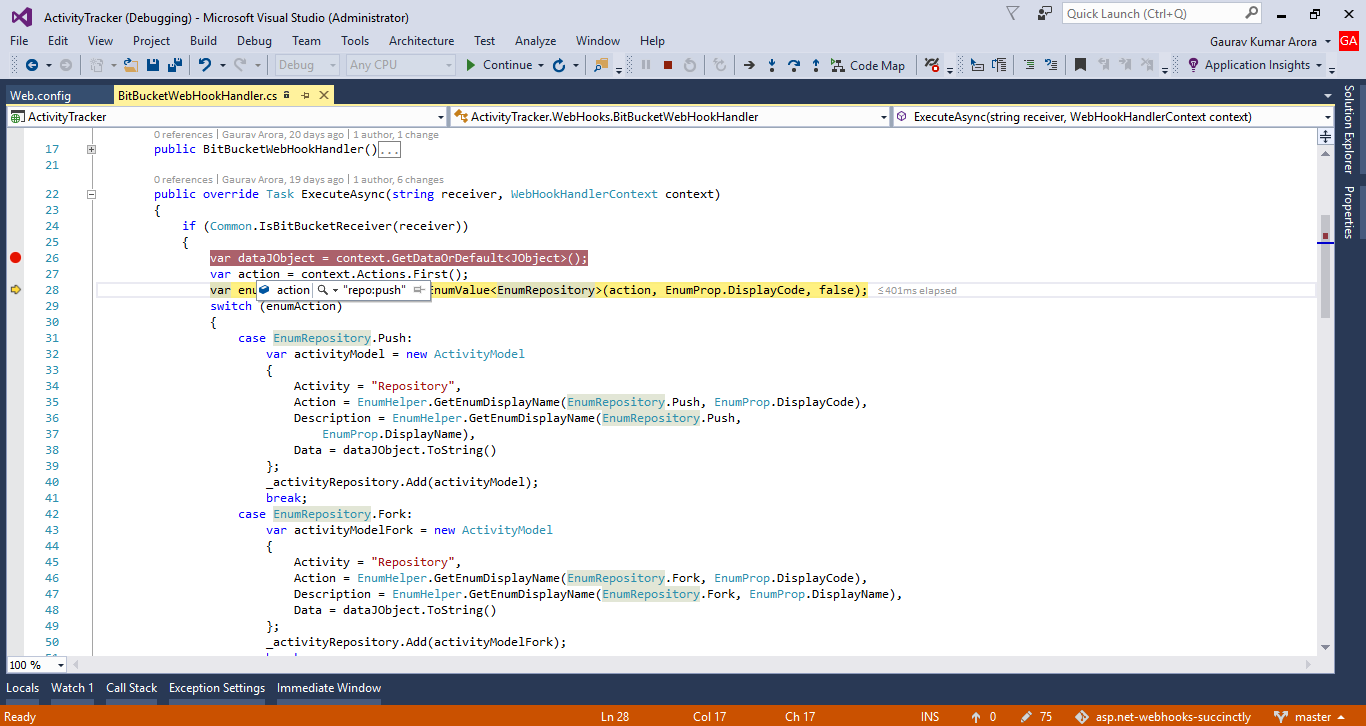 ActivityTracker (Debugging) - Microsoft Visual Studio (Administrator)
Quick Launch (Ctrl+Q)
File Edit View Project Build Debug Team Tools Architecture Test Analyze Window Help
Gaurav Kumar Arora GA
Debug Any CPU Continue Code Map Application Insights
Web.config BitBucketWebHookHandler.cs
ActivityTracker ActivityTracker.WebHooks.BitBucketWebHookHandler ExecuteAsync(string receiver, WebHookHandlerContext context)
Solution Explorer
Properties
0 references | Gaurav Arora, 20 days ago | 1 author, 1 change
17 public BitBucketWebHookHandler()...
21
0 references | Gaurav Arora, 19 days ago | 1 author, 6 changes
22 public override Task ExecuteAsync(string receiver, WebHookHandlerContext context)
23 {
24 if (Common.IsBitBucketReceiver(receiver))
25 {
26 var dataJObject = context.GetDataOrDefault<JObject>();
27 var action = context.Actions.First();
28 var enu action "repo:push" EnumValue<EnumRepository>(action, EnumProp.DisplayCode, false); ≤401ms elapsed
29 switch (enumAction)
30 {
31 case EnumRepository.Push:
32 var activityModel = new ActivityModel
33 {
34 Activity = "Repository",
35 Action = EnumHelper.GetEnumDisplayName(EnumRepository.Push, EnumProp.DisplayCode),
36 Description = EnumHelper.GetEnumDisplayName(EnumRepository.Push,
37 EnumProp.DisplayName),
38 Data = dataJObject.ToString()
39 };
40 _activityRepository.Add(activityModel);
41 break;
42 case EnumRepository.Fork:
43 var activityModelFork = new ActivityModel
44 {
45 Activity = "Repository",
46 Action = EnumHelper.GetEnumDisplayName(EnumRepository.Fork, EnumProp.DisplayCode),
47 Description = EnumHelper.GetEnumDisplayName(EnumRepository.Fork, EnumProp.DisplayName),
48 Data = dataJObject.ToString()
49 };
50 _activityRepository.Add(activityModelFork);
100 %
Locals Watch 1 Call Stack Exception Settings Immediate Window
Ready Ln 28 Col 17 Ch 17 INS 0 75 asp.net-webhooks-succinctly master